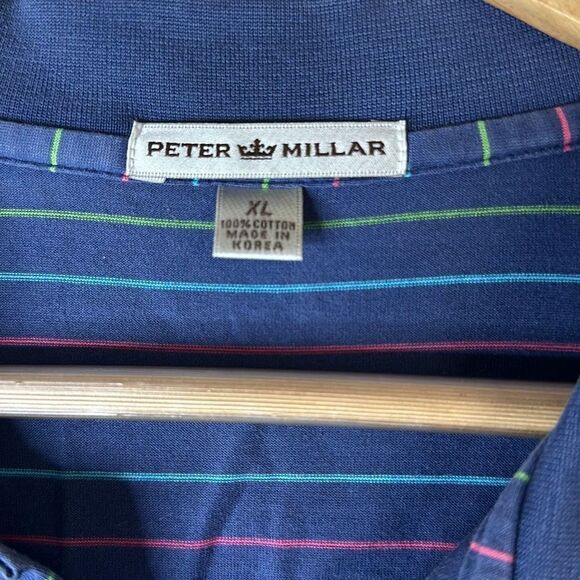 PETER MILLAR
XL
100% COTTON
MADE IN
KOREA